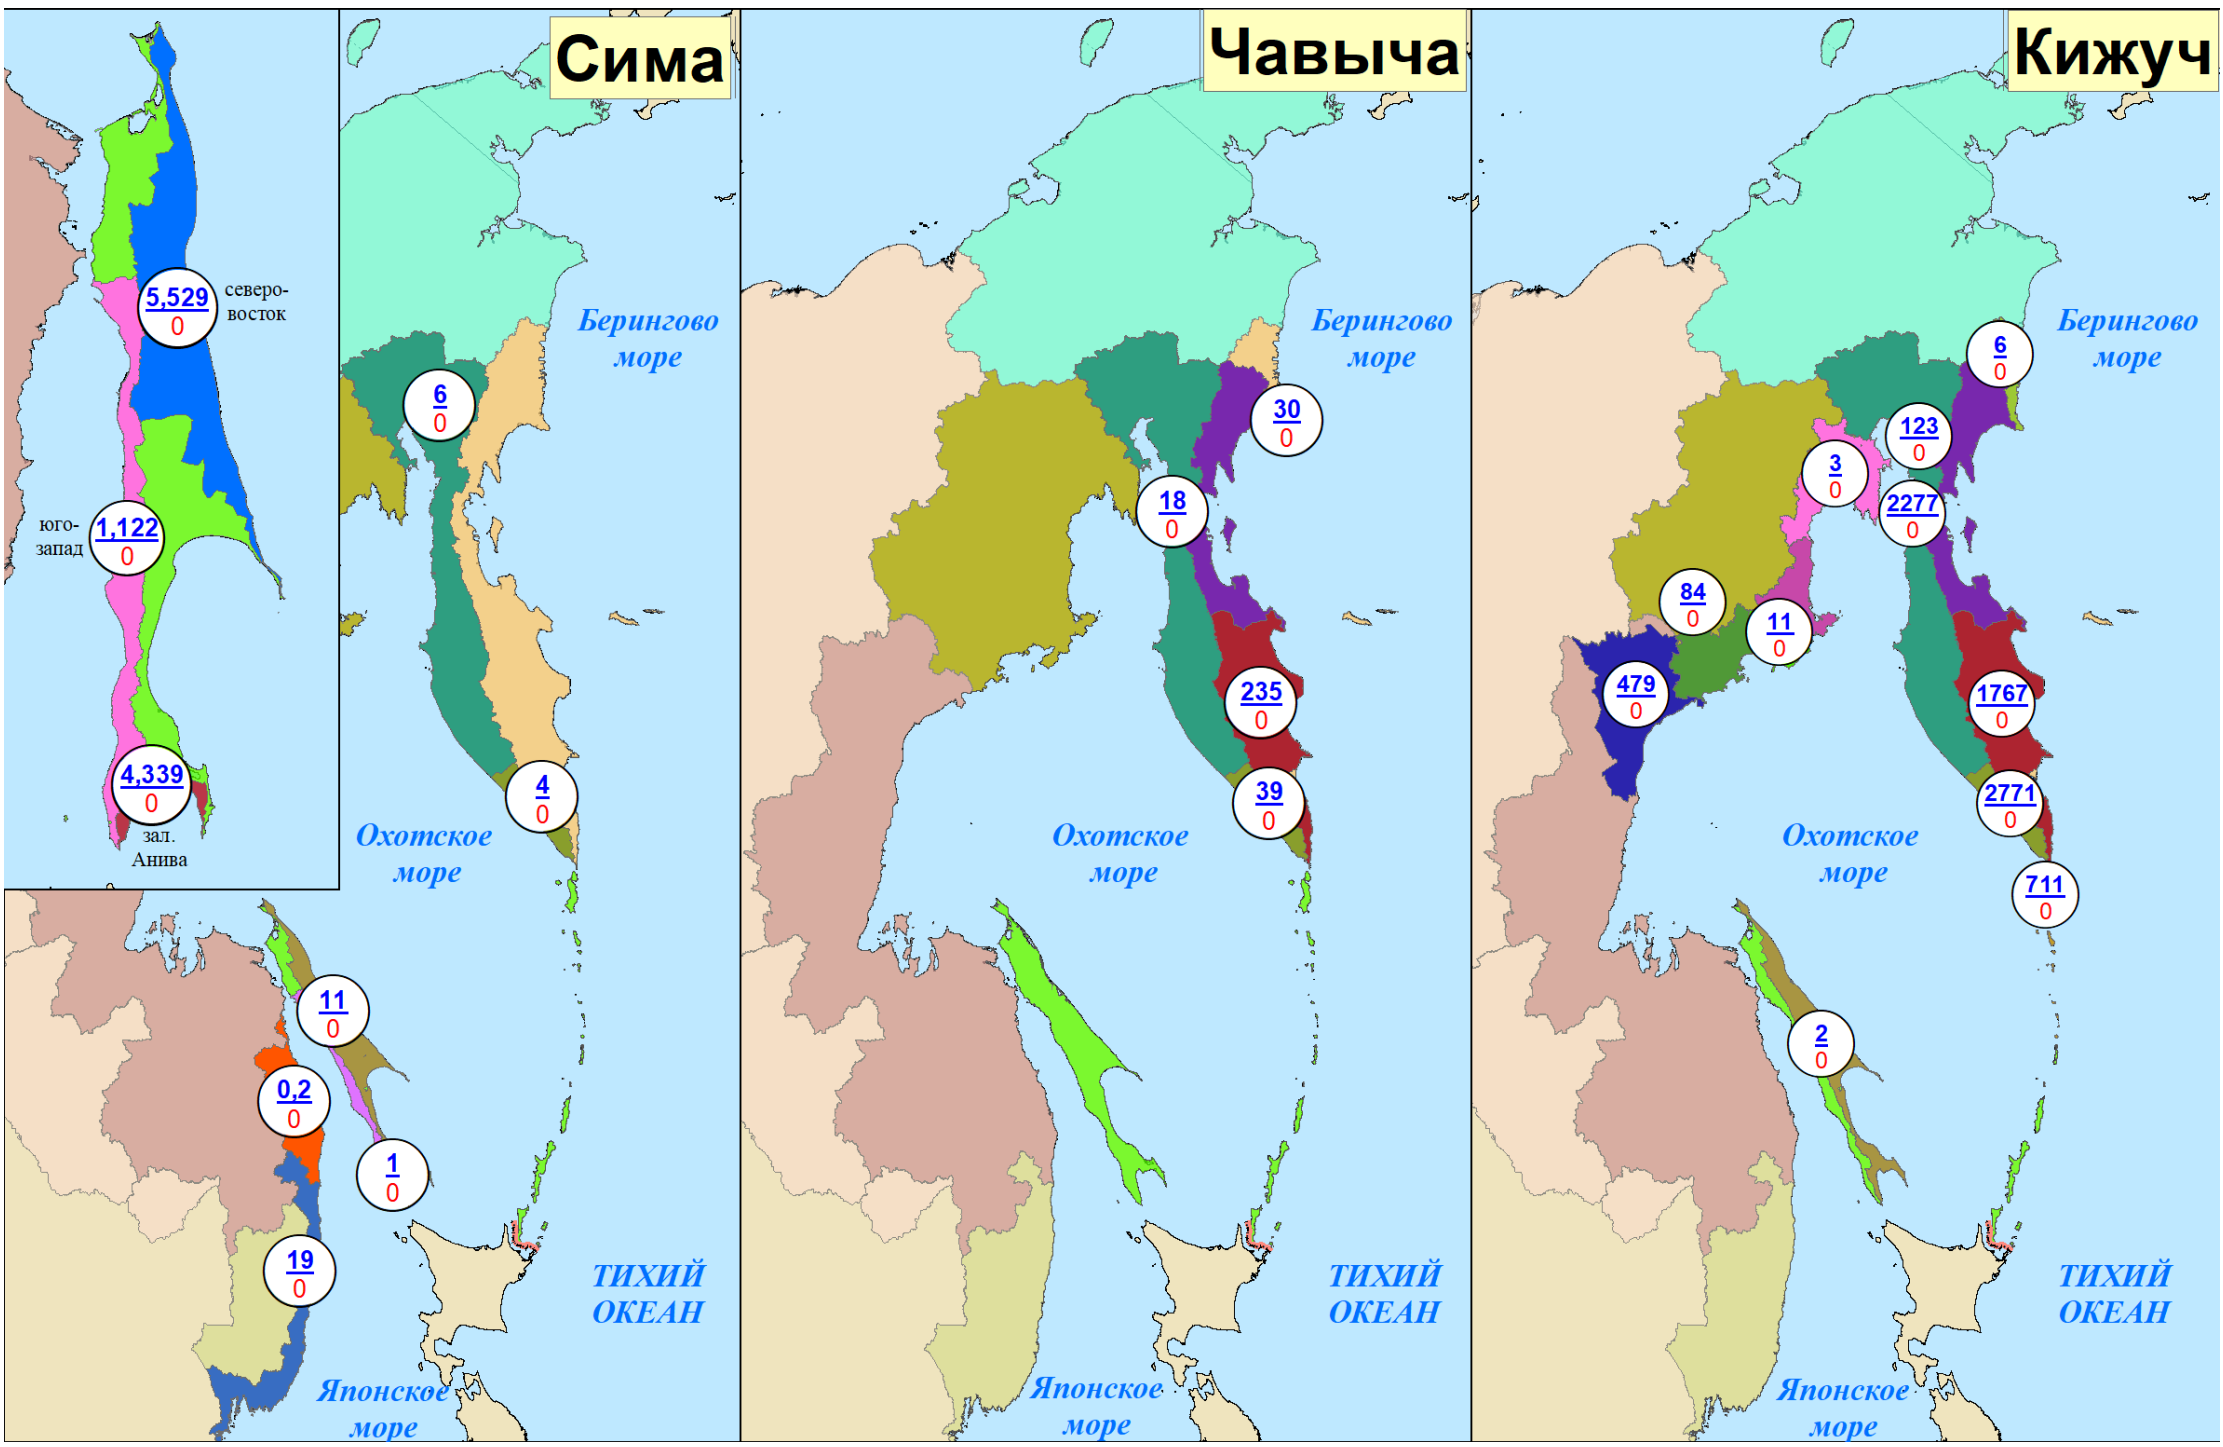 Сима
5,529
0
северо-
восток
юго-
запад
1,122
0
4,339
0
зал.
Анива
Берингово
море
6
0
4
0
Охотское
море
11
0
0,2
0
1
0
19
0
ТИХИЙ
ОКЕАН
Японское
море
Чавыча
Берингово
море
30
0
18
0
235
0
39
0
Охотское
море
ТИХИЙ
ОКЕАН
Японское
море
Кижуч
Берингово
море
6
0
123
0
3
0
2277
0
84
0
11
0
479
0
1767
0
2771
0
Охотское
море
711
0
2
0
ТИХИЙ
ОКЕАН
Японское
море